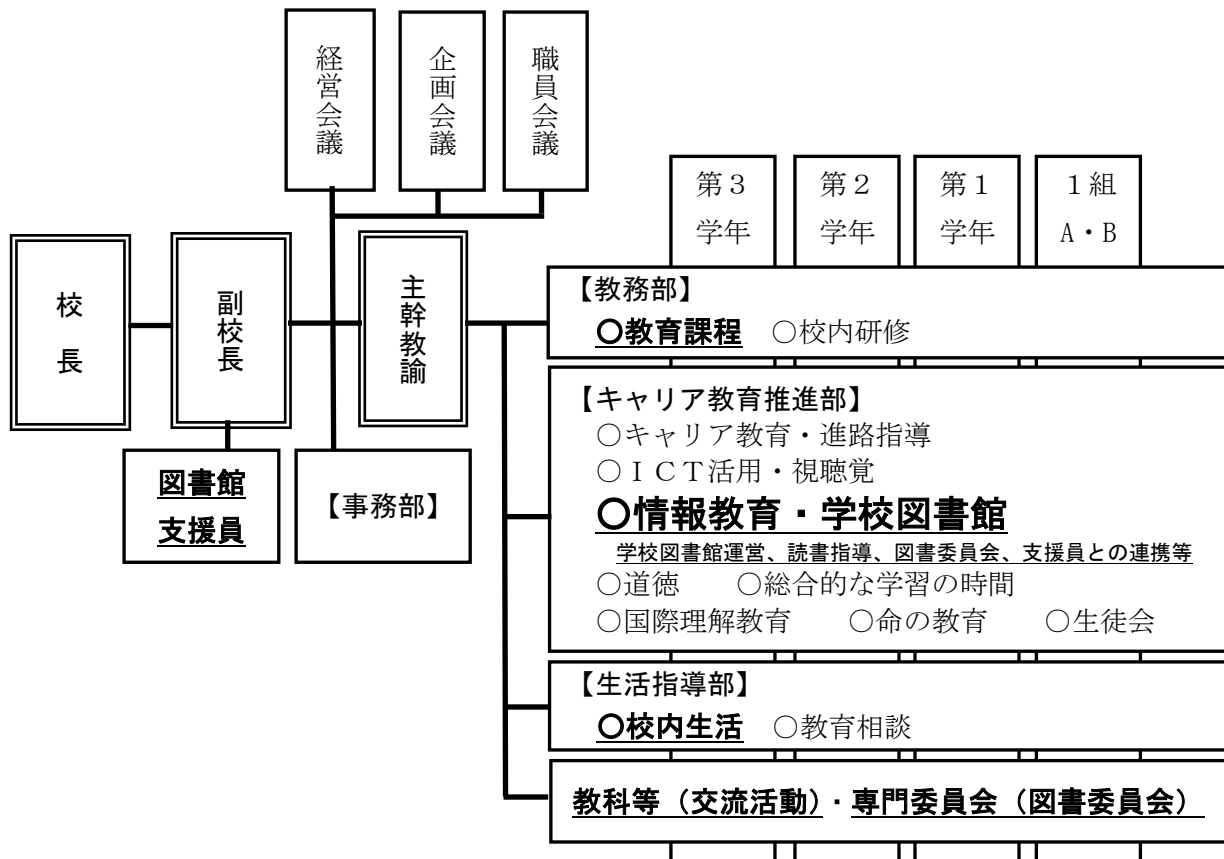 経営会議
企画会議
職員会議
第３
学年
第２
学年
第１
学年
１組
A・B
校長
副校長
主幹教諭
図書館
支援員
【事務部】
【教務部】
○教育課程　○校内研修
【キャリア教育推進部】
○キャリア教育・進路指導
○ＩＣＴ活用・視聴覚
○情報教育・学校図書館
学校図書館運営、読書指導、図書委員会、支援員との連携等
○道徳　　○総合的な学習の時間
○国際理解教育　　○命の教育　　○生徒会
【生活指導部】
○校内生活　○教育相談
教科等（交流活動）・専門委員会（図書委員会）